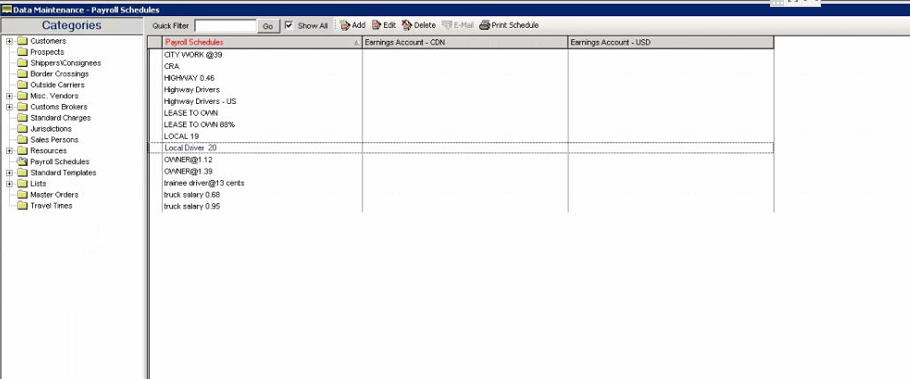 Data Maintenance - Payroll Schedules
Categories
Customers
Prospects
Shippers\Consignees
Border Crossings
Outside Carriers
Misc. Vendors
Customs Brokers
Standard Charges
Jurisdictions
Sales Persons
Resources
Payroll Schedules
Standard Templates
Lists
Master Orders
Travel Times
Quick Filter Go Show All Add Edit Delete E-Mail Print Schedule
Payroll Schedules Earnings Account - CDN Earnings Account - USD
CITY WORK @39
CRA
HIGHWAY 0.46
Highway Drivers
Highway Drivers - US
LEASE TO OWN
LEASE TO OWN 88%
LOCAL 19
Local Driver 20
OWNER@1.12
OWNER@1.39
trainee driver@13 cents
truck salary 0.68
truck salary 0.95